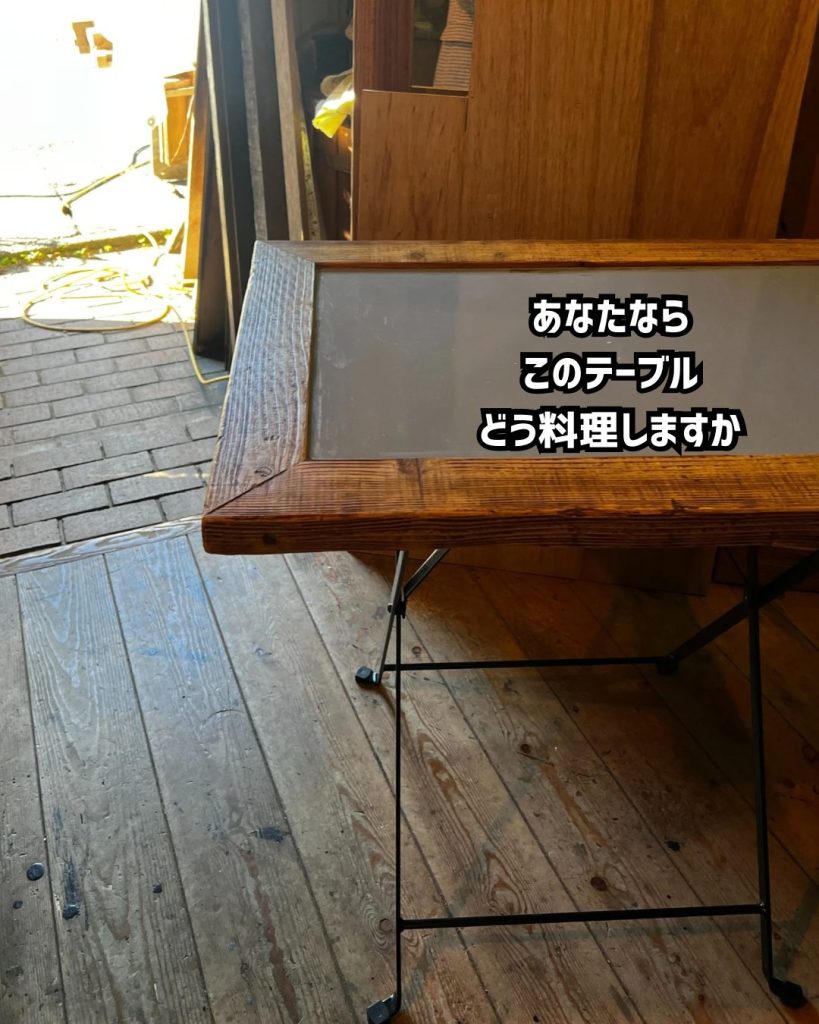 あなたなら
このテーブル
どう料理しますか